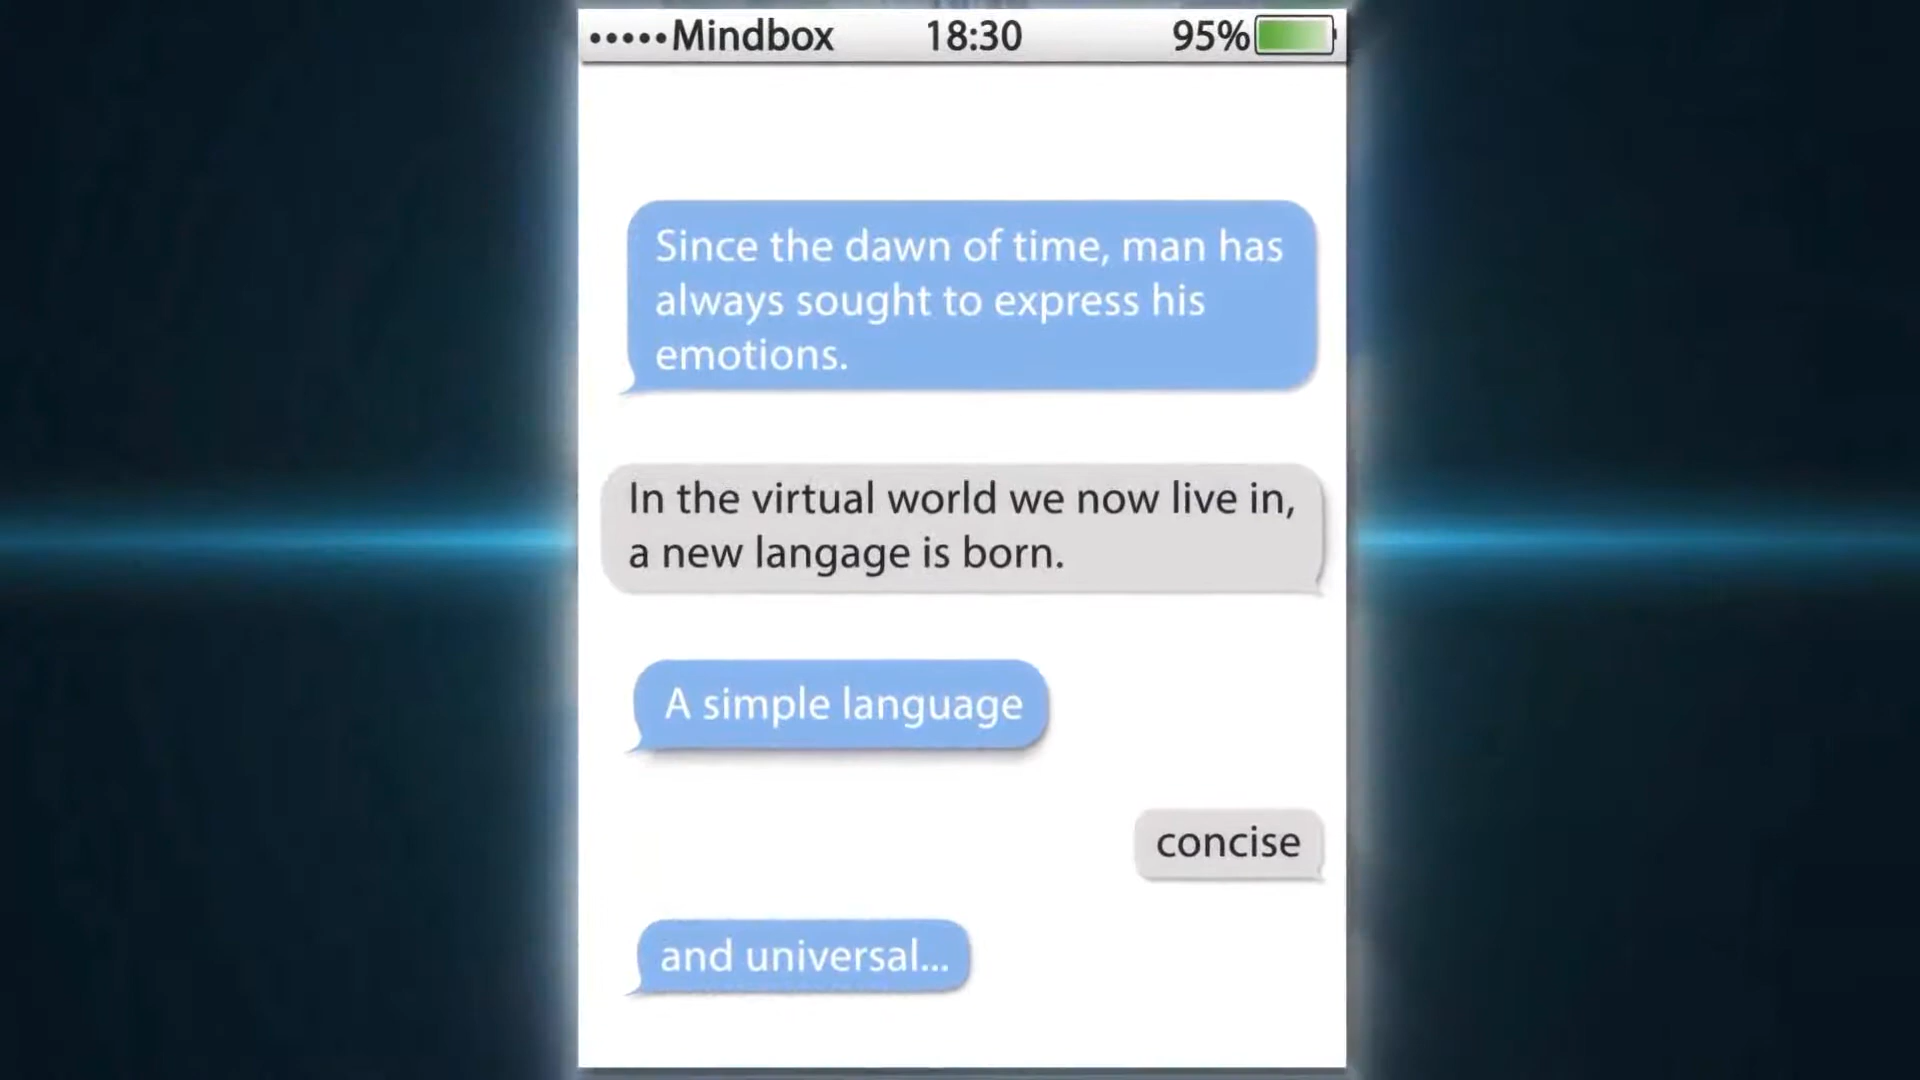 •••••Mindbox 18:30 95%
Since the dawn of time, man has
always sought to express his
emotions.
In the virtual world we now live in,
a new langage is born.
A simple language
concise
and universal...